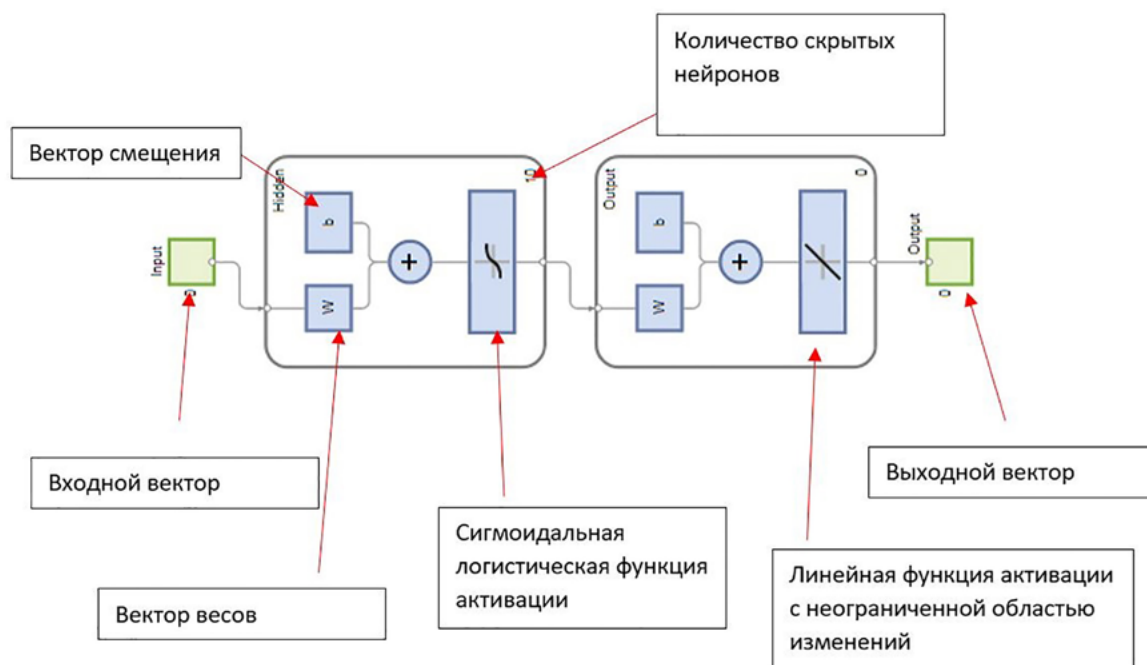 Количество скрытых
нейронов
Вектор смещения
Hidden
10
b
W
Output
0
b
W
Input
0
Output
0
Входной вектор
Вектор весов
Сигмоидальная
логистическая функция
активации
Линейная функция активации
с неограниченной областью
изменений
Выходной вектор